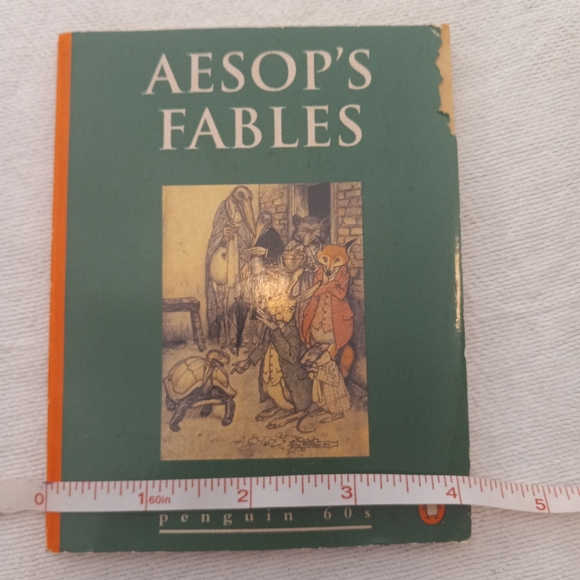 AESOP'S
FABLES
0 1 60in 2 3 4 5
penguin 60s